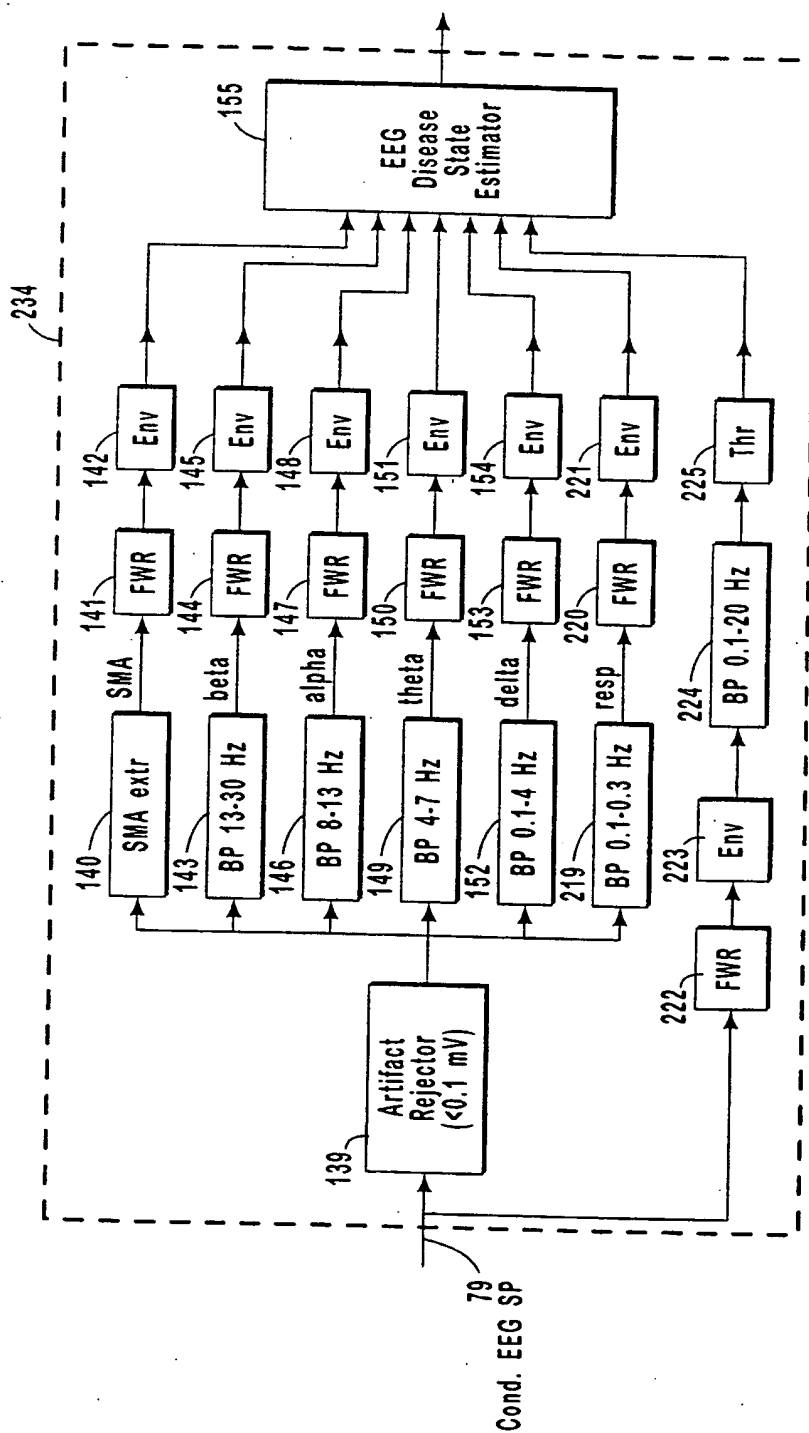 234
79
Cond. EEG SP
139
Artifact
Rejector
(<0.1 mV)
140
SMA extr
SMA
141
FWR
142
Env
143
BP 13-30 Hz
beta
144
FWR
145
Env
146
BP 8-13 Hz
alpha
147
FWR
148
Env
149
BP 4-7 Hz
theta
150
FWR
151
Env
152
BP 0.1-4 Hz
delta
153
FWR
154
Env
219
BP 0.1-0.3 Hz
resp
220
FWR
221
Env
222
FWR
223
Env
224
BP 0.1-20 Hz
225
Thr
155
EEG
Disease
State
Estimator